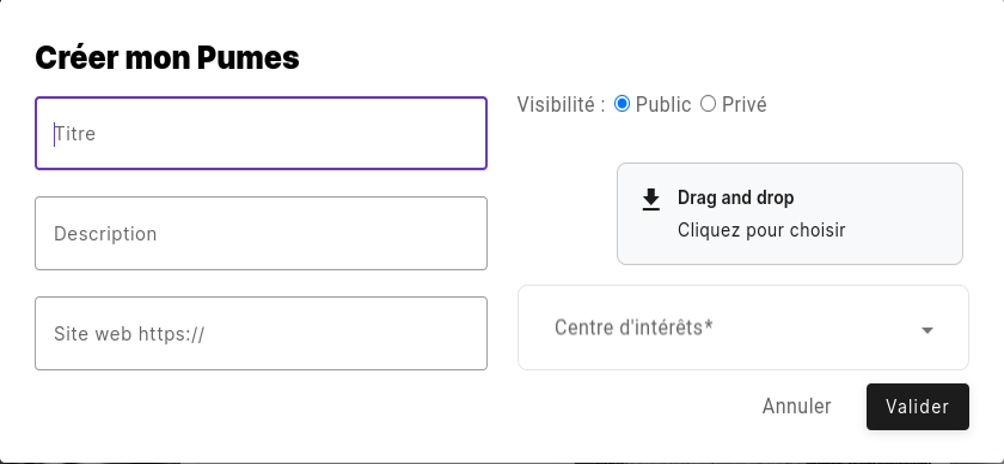 Créer mon Pumes
Titre
Description
Site web https://
Visibilité : Public Privé
Drag and drop
Cliquez pour choisir
Centre d'intérêts*
Annuler
Valider